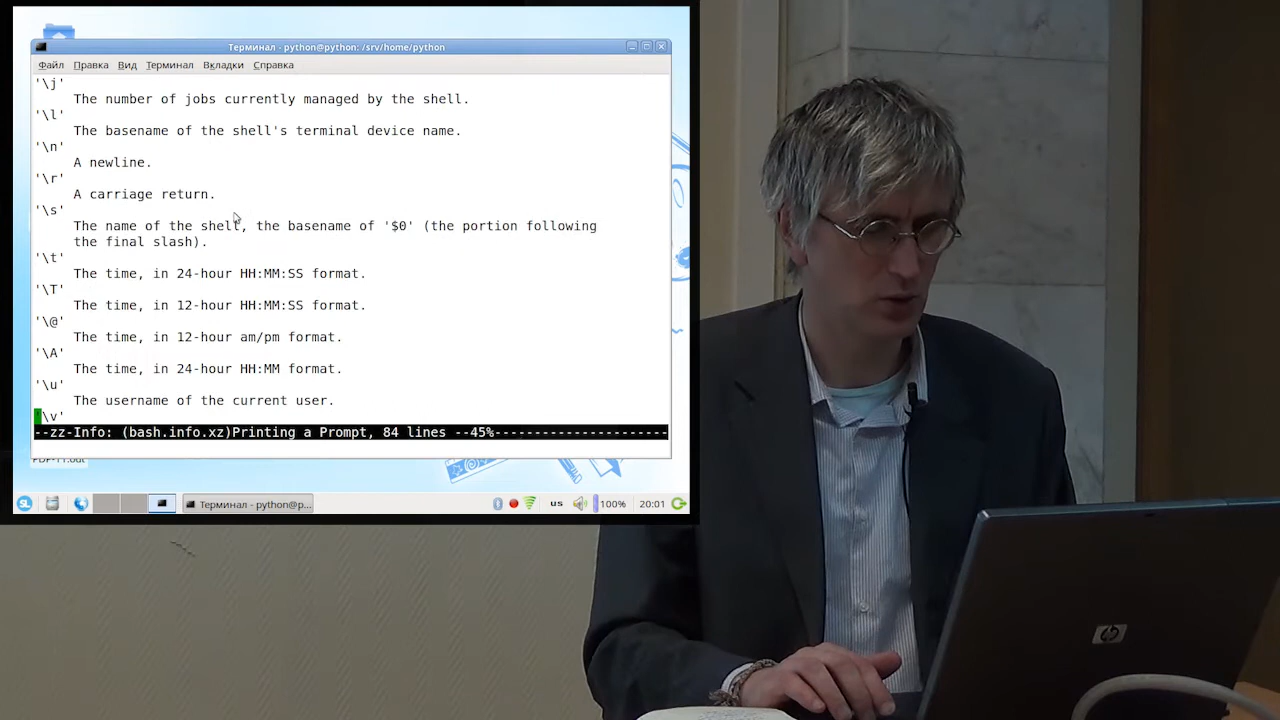 Терминал - python@python: /srv/home/python
Файл Правка Вид Терминал Вкладки Справка
'\j'
The number of jobs currently managed by the shell.
'\l'
The basename of the shell's terminal device name.
'\n'
A newline.
'\r'
A carriage return.
'\s'
The name of the shell, the basename of '$0' (the portion following
the final slash).
'\t'
The time, in 24-hour HH:MM:SS format.
'\T'
The time, in 12-hour HH:MM:SS format.
'\@'
The time, in 12-hour am/pm format.
'\A'
The time, in 24-hour HH:MM format.
'\u'
The username of the current user.
'\v'
--zz-Info: (bash.info.xz)Printing a Prompt, 84 lines --45%----------------------
PDP-11.odt
Терминал - python@p... us 100% 20:01
hp